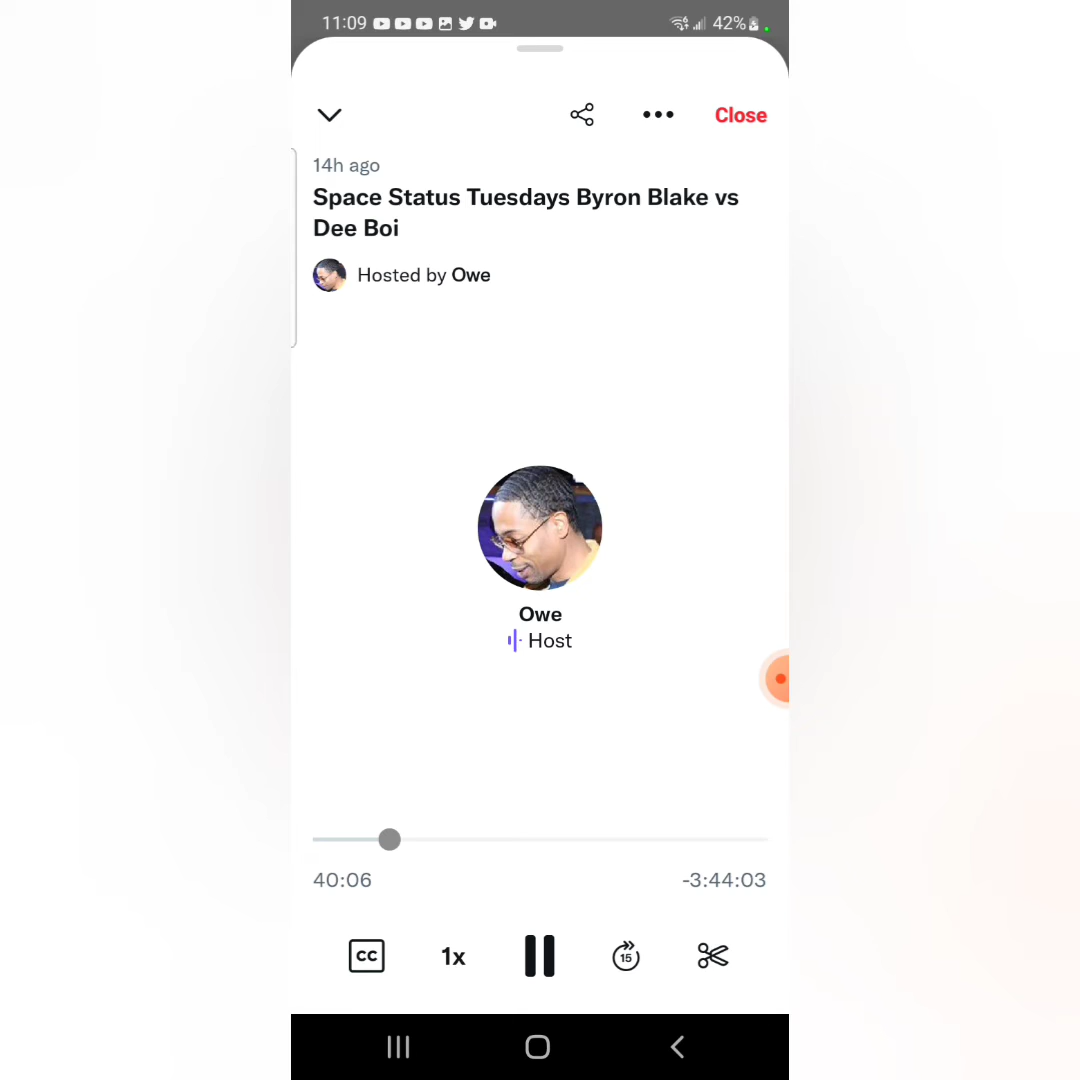 11:09 42%
Close
14h ago
Space Status Tuesdays Byron Blake vs
Dee Boi
Hosted by Owe
Owe
Host
40:06 -3:44:03
CC 1x 15